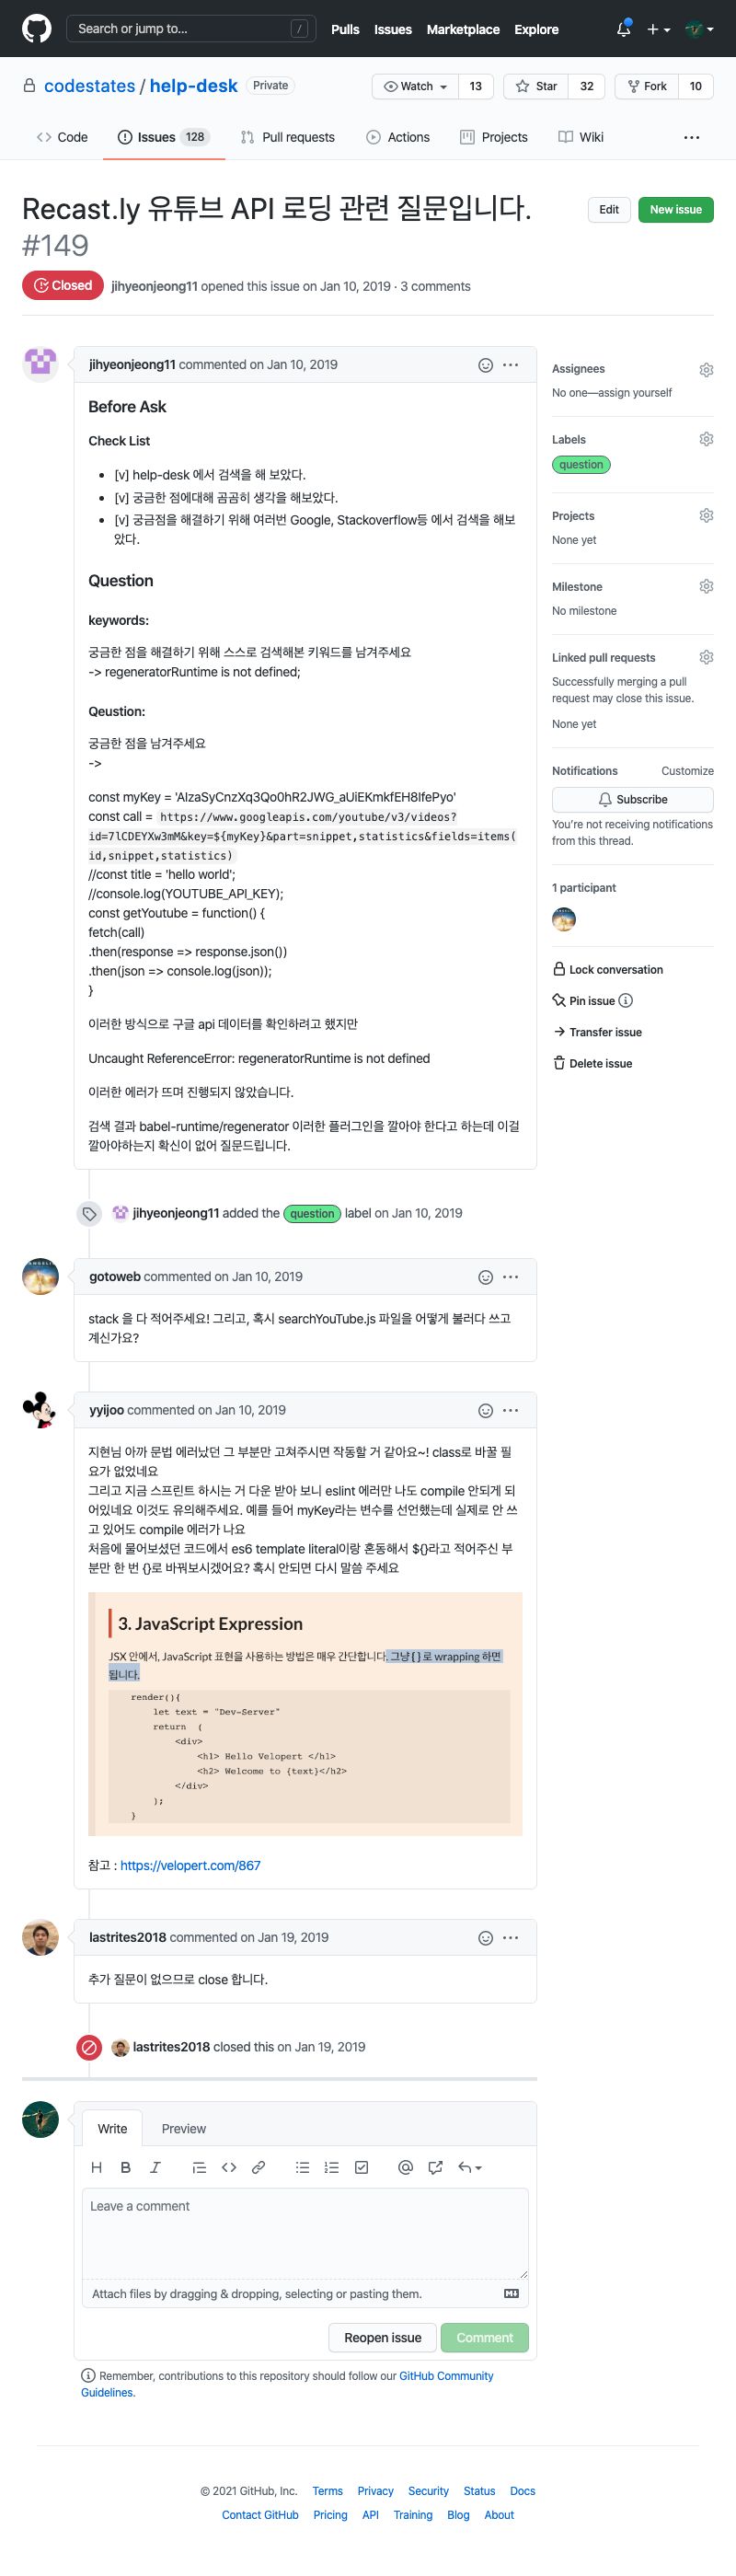 Search or jump to... /
Pulls Issues Marketplace Explore
codestates / help-desk Private
Watch 13 Star 32 Fork 10
Code Issues 128 Pull requests Actions Projects Wiki ...
Recast.ly 유튜브 API 로딩 관련 질문입니다.
#149
Edit New issue
Closed jihyeonjeong11 opened this issue on Jan 10, 2019 · 3 comments
jihyeonjeong11 commented on Jan 10, 2019
Before Ask
Check List
[v] help-desk 에서 검색을 해 보았다.
[v] 궁금한 점에대해 곰곰히 생각을 해보았다.
[v] 궁금점을 해결하기 위해 여러번 Google, Stackoverflow등 에서 검색을 해보
았다.
Question
keywords:
궁금한 점을 해결하기 위해 스스로 검색해본 키워드를 남겨주세요
-> regeneratorRuntime is not defined;
Qeustion:
궁금한 점을 남겨주세요
->
const myKey = 'AIzaSyCnzXq3Qo0hR2JWG_aUiEKmkfEH8lfePyo'
const call = https://www.googleapis.com/youtube/v3/videos?
id=7lCDEYXw3mM&key=${myKey}&part=snippet,statistics&fields=items(
id,snippet,statistics)
//const title = 'hello world';
//console.log(YOUTUBE_API_KEY);
const getYoutube = function() {
fetch(call)
.then(response => response.json())
.then(json => console.log(json));
}
이러한 방식으로 구글 api 데이터를 확인하려고 했지만
Uncaught ReferenceError: regeneratorRuntime is not defined
이러한 에러가 뜨며 진행되지 않았습니다.
검색 결과 babel-runtime/regenerator 이러한 플러그인을 깔아야 한다고 하는데 이걸
깔아야하는지 확신이 없어 질문드립니다.
jihyeonjeong11 added the question label on Jan 10, 2019
gotoweb commented on Jan 10, 2019
stack 을 다 적어주세요! 그리고, 혹시 searchYouTube.js 파일을 어떻게 불러다 쓰고
계신가요?
yyijoo commented on Jan 10, 2019
지현님 아까 문법 에러났던 그 부분만 고쳐주시면 작동할 거 같아요~! class로 바꿀 필
요가 없었네요
그리고 지금 스프린트 하시는 거 다운 받아 보니 eslint 에러만 나도 compile 안되게 되
어있네요 이것도 유의해주세요. 예를 들어 myKey라는 변수를 선언했는데 실제로 안 쓰
고 있어도 compile 에러가 나요
처음에 물어보셨던 코드에서 es6 template literal이랑 혼동해서 ${}라고 적어주신 부
분만 한 번 {}로 바꿔보시겠어요? 혹시 안되면 다시 말씀 주세요
3. JavaScript Expression
JSX 안에서, JavaScript 표현을 사용하는 방법은 매우 간단합니다. 그냥 { } 로 wrapping 하면
됩니다.
render(){
let text = "Dev-Server"
return (
<div>
<h1> Hello Velopert </h1>
<h2> Welcome to {text}</h2>
</div>
);
}
참고 : https://velopert.com/867
lastrites2018 commented on Jan 19, 2019
추가 질문이 없으므로 close 합니다.
lastrites2018 closed this on Jan 19, 2019
Write Preview
Leave a comment
Attach files by dragging & dropping, selecting or pasting them.
Reopen issue Comment
Remember, contributions to this repository should follow our GitHub Community
Guidelines.
Assignees
No one—assign yourself
Labels
question
Projects
None yet
Milestone
No milestone
Linked pull requests
Successfully merging a pull
request may close this issue.
None yet
Notifications Customize
Subscribe
You're not receiving notifications
from this thread.
1 participant
Lock conversation
Pin issue
Transfer issue
Delete issue
© 2021 GitHub, Inc. Terms Privacy Security Status Docs
Contact GitHub Pricing API Training Blog About